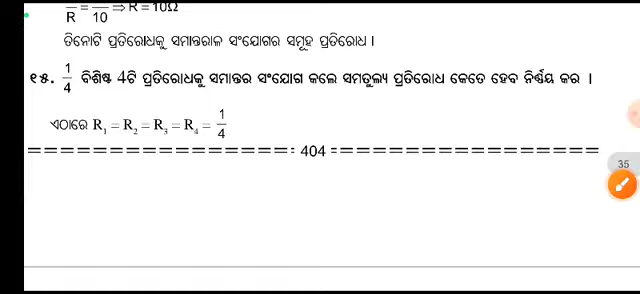 1/R = /10 ⇒ R = 10Ω
ତିନୋଟି ପ୍ରତିରୋଧକୁ ସମାନ୍ତରାଳ ସଂଯୋଗର ସମୂହ ପ୍ରତିରୋଧ ।
୧୫. 1/4 ବିଶିଷ୍ଟ 4ଟି ପ୍ରତିରୋଧକୁ ସମାନ୍ତର ସଂଯୋଗ କଲେ ସମତୁଲ୍ୟ ପ୍ରତିରୋଧ କେତେ ହେବ ନିର୍ଣ୍ଣୟ କର ।
ଏଠାରେ R₁ = R₂ = R₃ = R₄ = 1/4
================: 404 :================
35